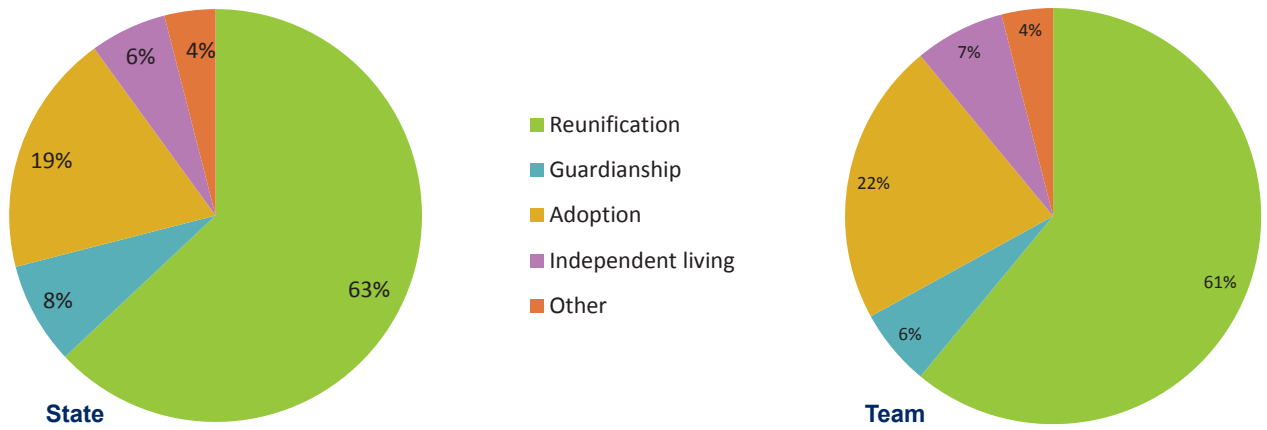 6%
4%
19%
8%
63%
State
Reunification
Guardianship
Adoption
Independent living
Other
7%
4%
22%
6%
61%
Team